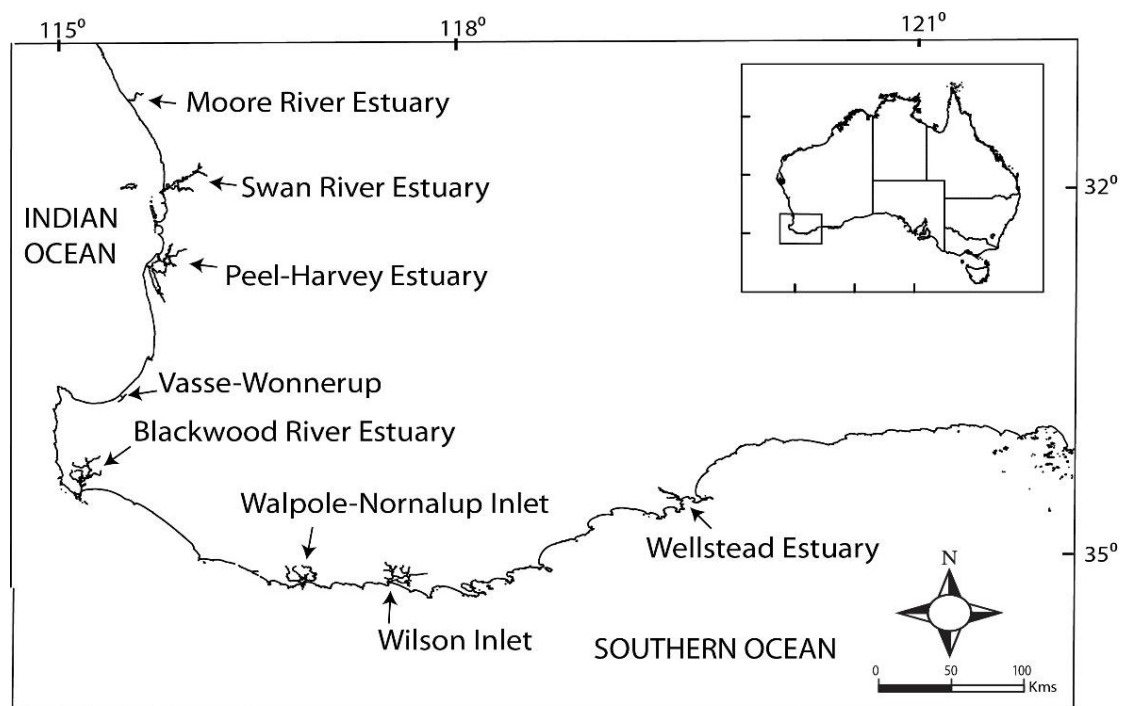 115⁰
118⁰
121⁰
Moore River Estuary
Swan River Estuary
32⁰
INDIAN
OCEAN
Peel-Harvey Estuary
Vasse-Wonnerup
Blackwood River Estuary
Walpole-Nornalup Inlet
Wellstead Estuary
35⁰
N
Wilson Inlet
SOUTHERN OCEAN
0 50 100
Kms